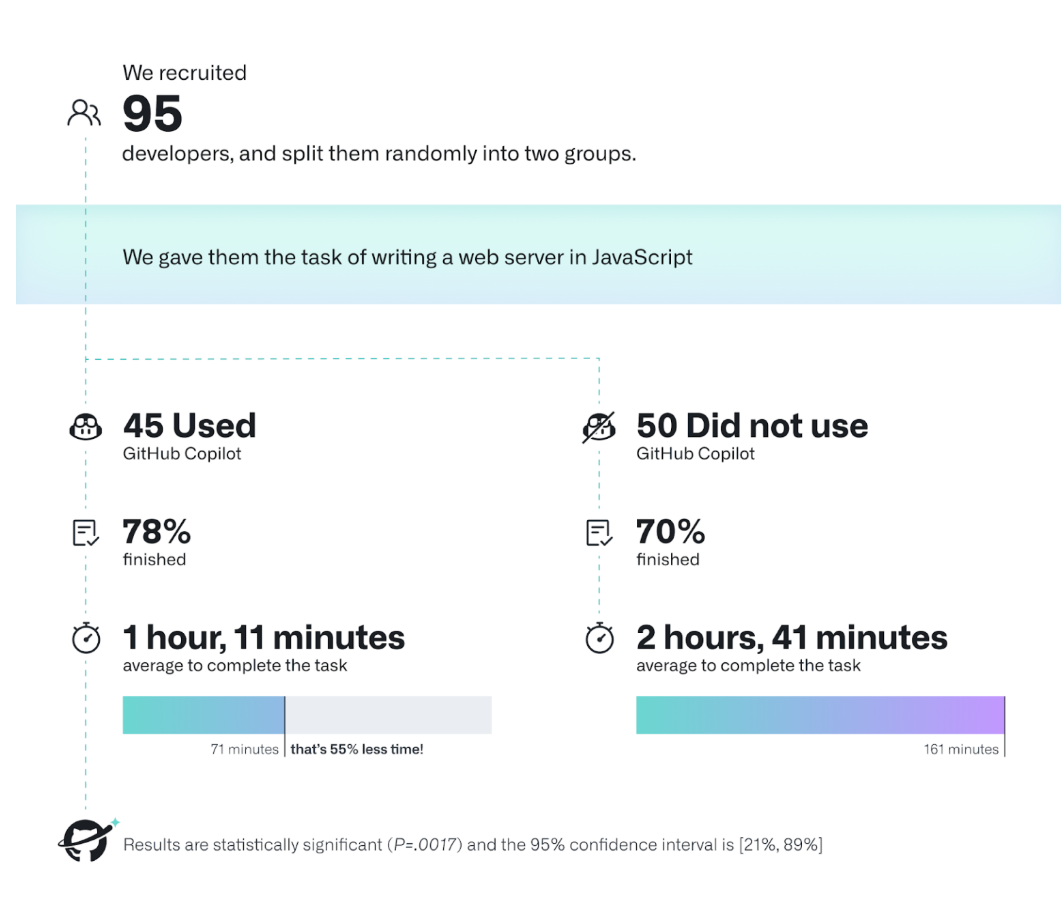 We recruited
95
developers, and split them randomly into two groups.
We gave them the task of writing a web server in JavaScript
45 Used
GitHub Copilot
78%
finished
1 hour, 11 minutes
average to complete the task
71 minutes
that's 55% less time!
50 Did not use
GitHub Copilot
70%
finished
2 hours, 41 minutes
average to complete the task
161 minutes
Results are statistically significant (P=.0017) and the 95% confidence interval is [21%, 89%]